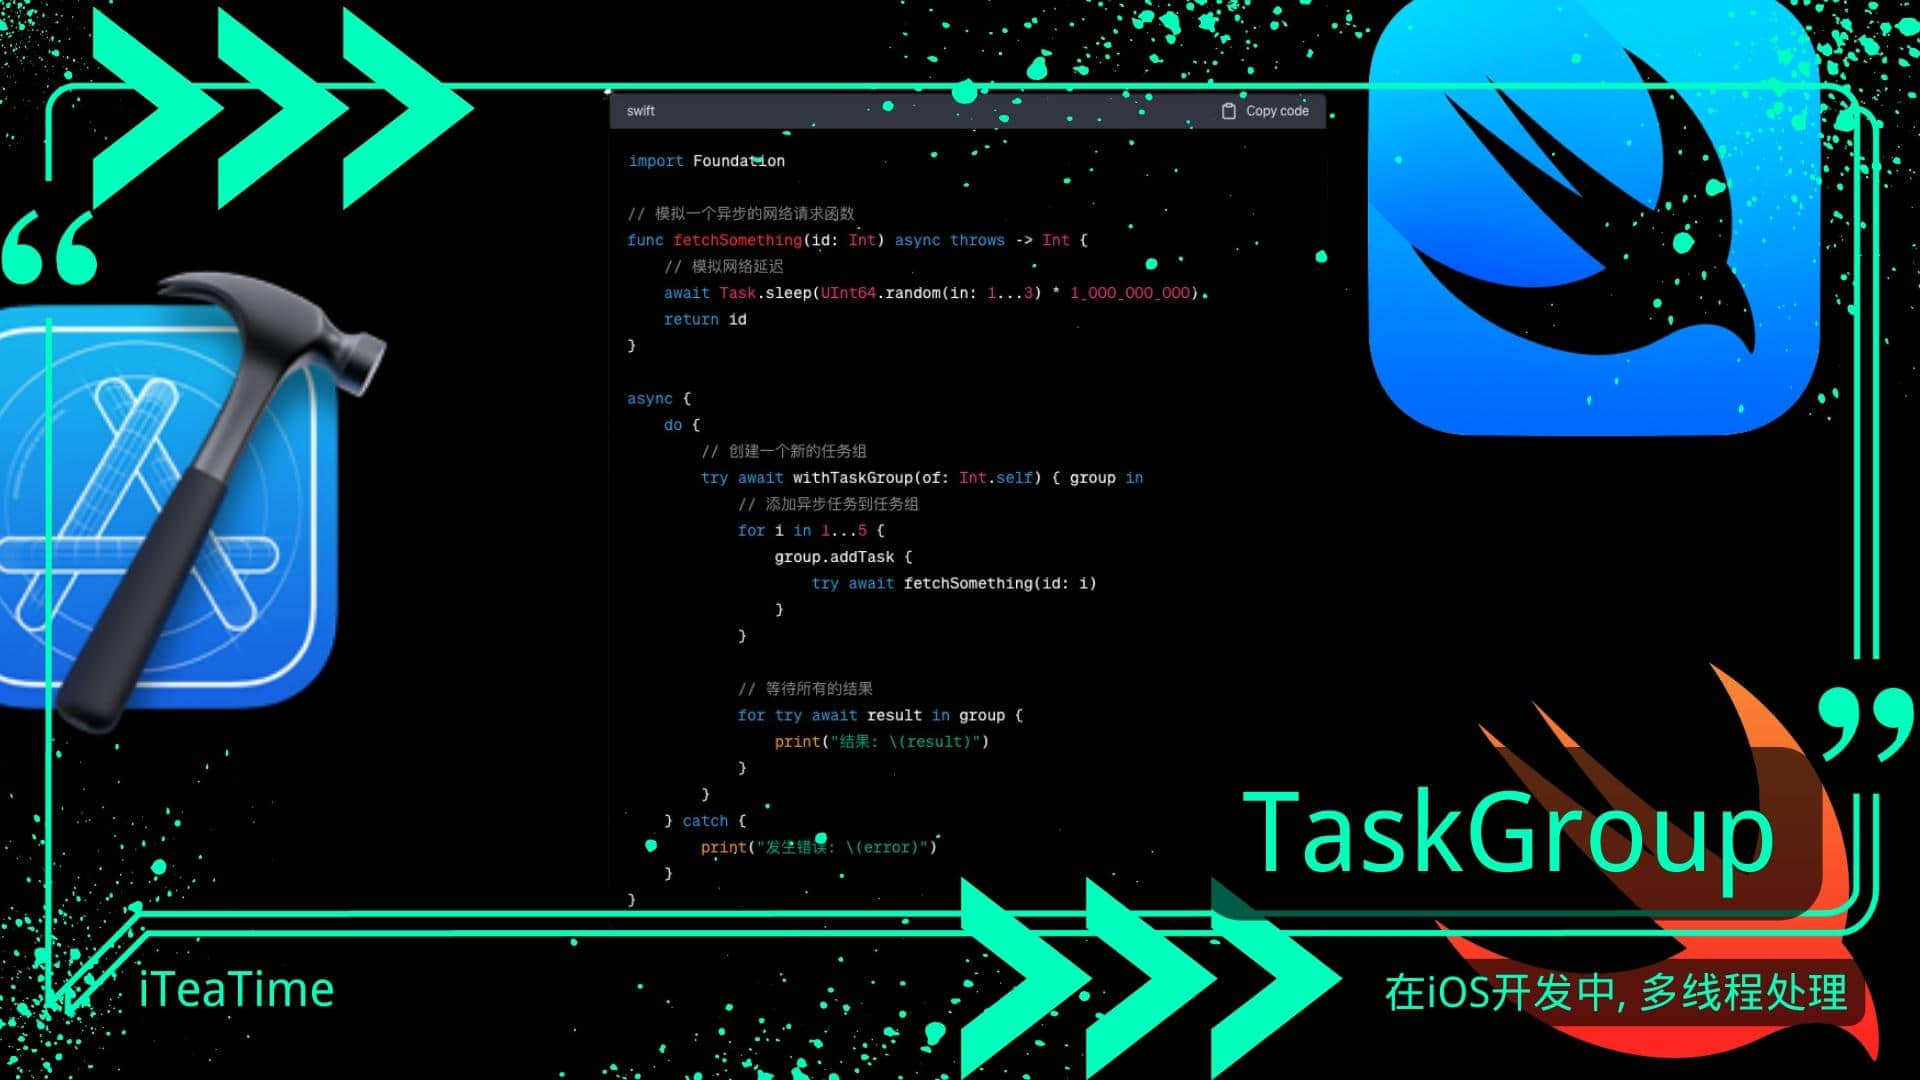 swift
Copy code
import Foundation
// 模拟一个异步的网络请求函数
func fetchSomething(id: Int) async throws -> Int {
// 模拟网络延迟
await Task.sleep(UInt64.random(in: 1...3) * 1_000_000_000)
return id
}
async {
do {
// 创建一个新的任务组
try await withTaskGroup(of: Int.self) { group in
// 添加异步任务到任务组
for i in 1...5 {
group.addTask {
try await fetchSomething(id: i)
}
}
// 等待所有的结果
for try await result in group {
print("结果: \(result)")
}
}
} catch {
print("发生错误: \(error)")
}
}
TaskGroup
iTeaTime
在iOS开发中, 多线程处理